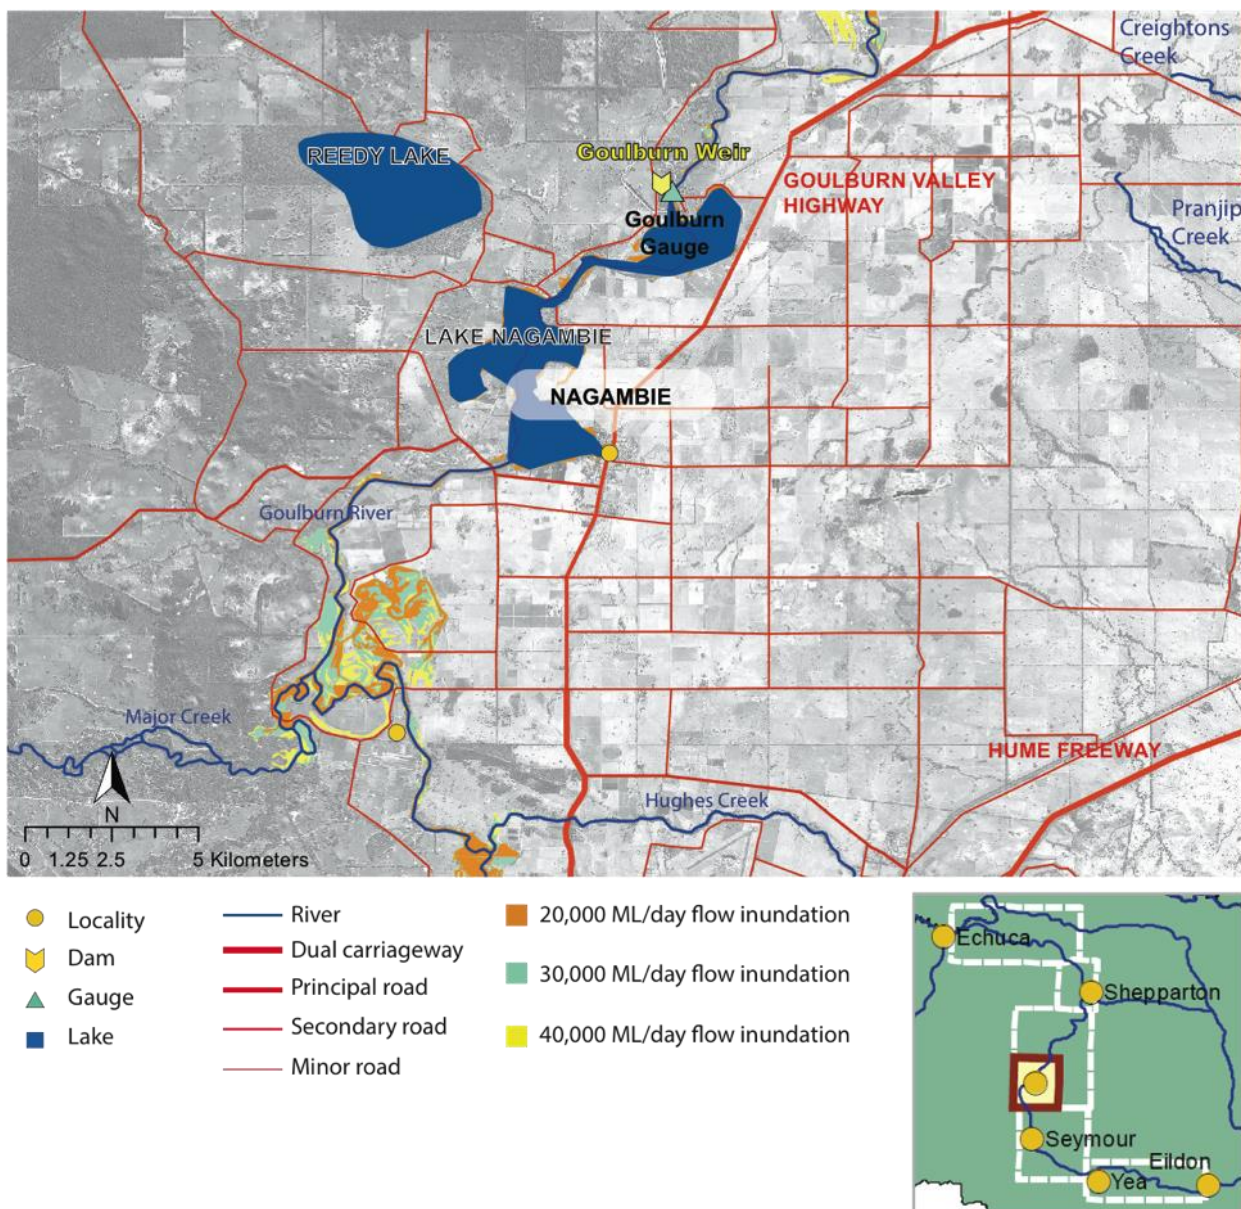 Creightons
Creek
REEDY LAKE
Goulburn Weir
GOULBURN VALLEY
HIGHWAY
Pranjip
Creek
Goulburn
Gauge
LAKE NAGAMBIE
NAGAMBIE
Goulburn River
Major Creek
HUME FREEWAY
Hughes Creek
N
0 1.25 2.5 5 Kilometers
Locality
Dam
Gauge
Lake
River
Dual carriageway
Principal road
Secondary road
Minor road
20,000 ML/day flow inundation
30,000 ML/day flow inundation
40,000 ML/day flow inundation
Echuca
Shepparton
Seymour
Eildon
Yea